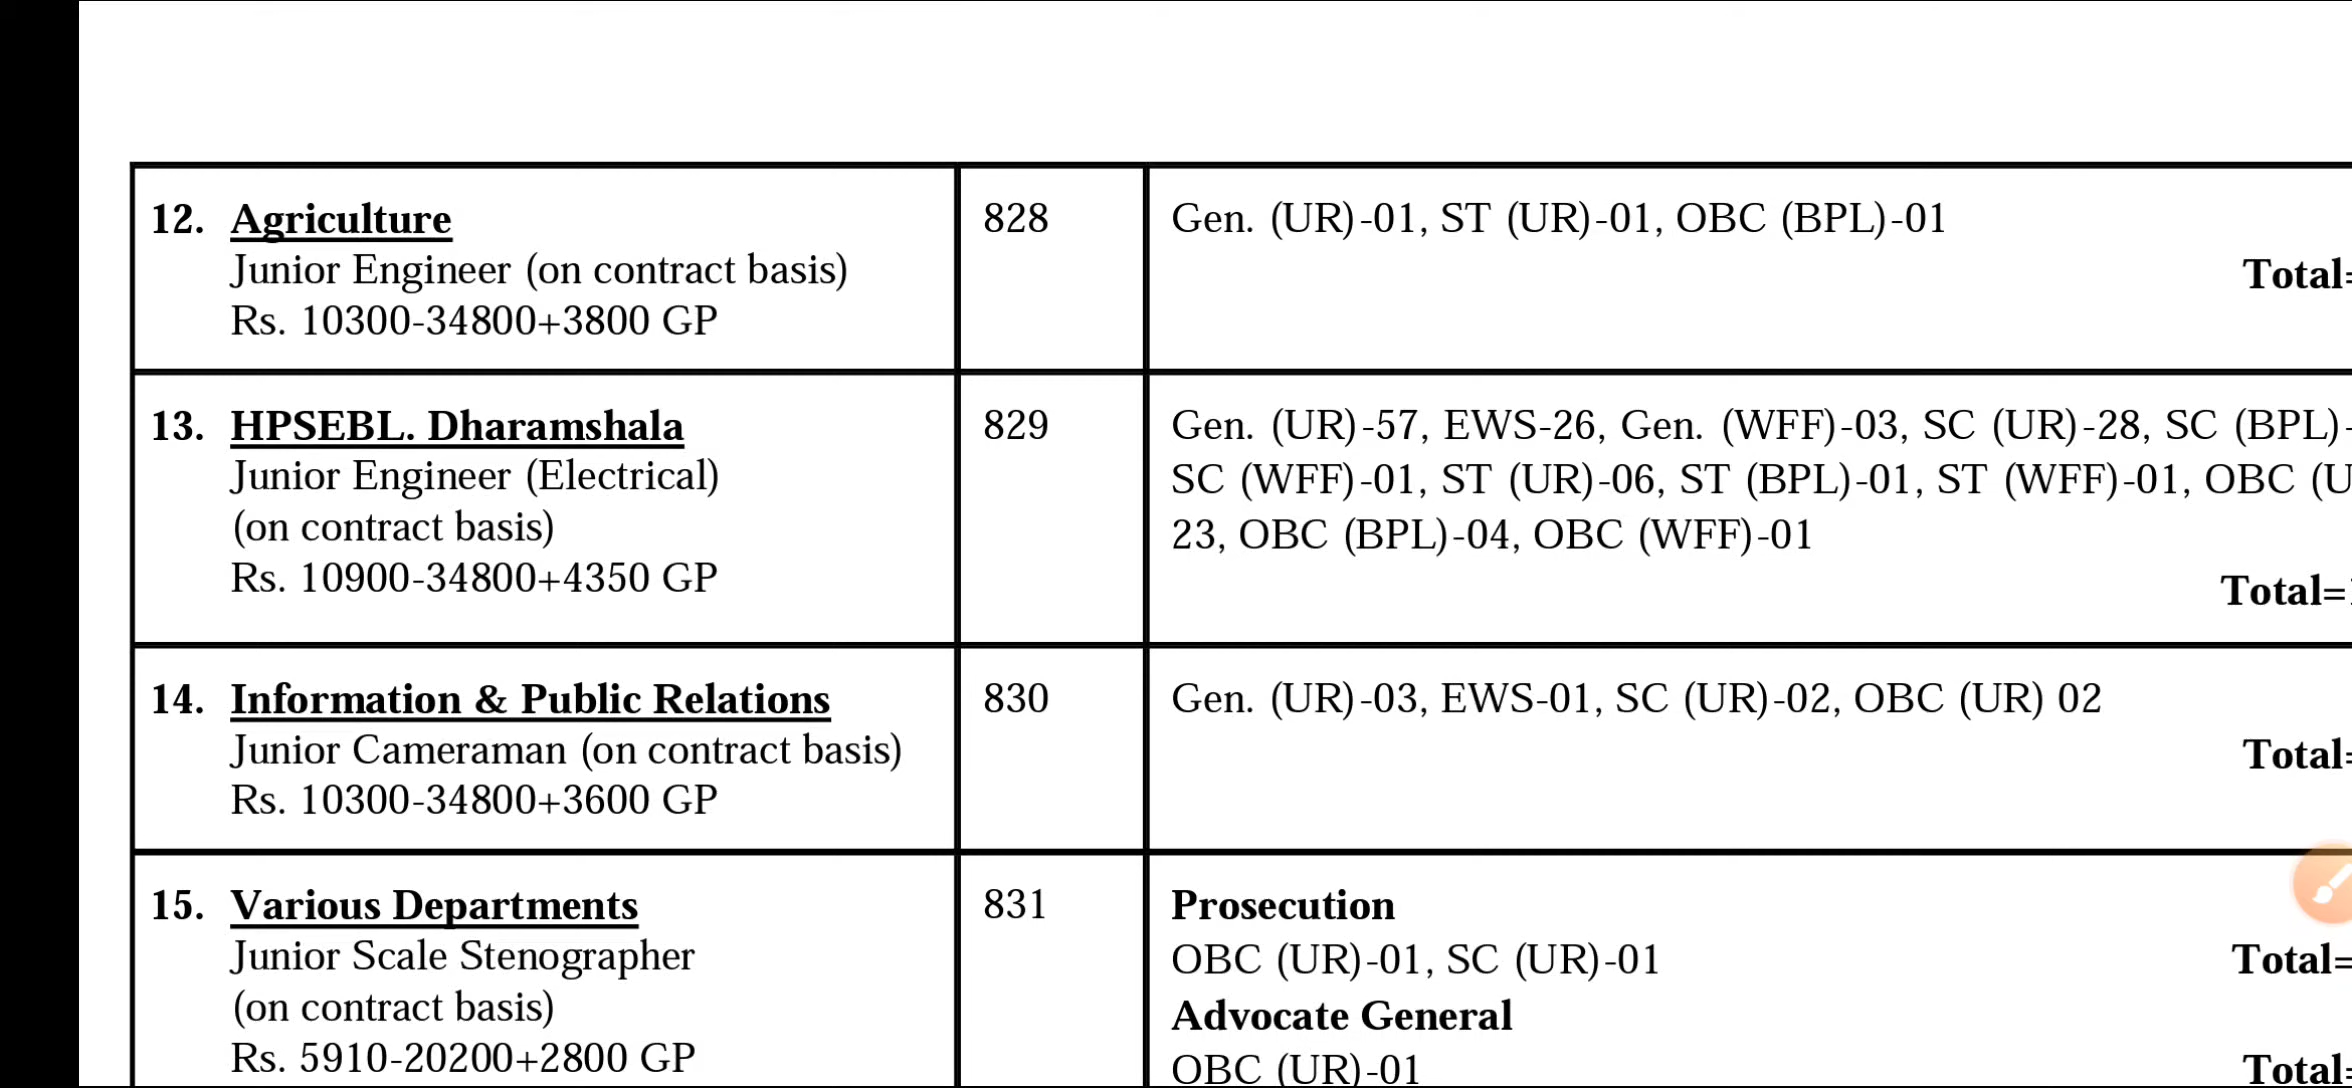 12. Agriculture
Junior Engineer (on contract basis)
Rs. 10300-34800+3800 GP
828
Gen. (UR)-01, ST (UR)-01, OBC (BPL)-01
Total=
13. HPSEBL. Dharamshala
Junior Engineer (Electrical)
(on contract basis)
Rs. 10900-34800+4350 GP
829
Gen. (UR)-57, EWS-26, Gen. (WFF)-03, SC (UR)-28, SC (BPL)-
SC (WFF)-01, ST (UR)-06, ST (BPL)-01, ST (WFF)-01, OBC (U
23, OBC (BPL)-04, OBC (WFF)-01
Total=
14. Information & Public Relations
Junior Cameraman (on contract basis)
Rs. 10300-34800+3600 GP
830
Gen. (UR)-03, EWS-01, SC (UR)-02, OBC (UR) 02
Total=
15. Various Departments
Junior Scale Stenographer
(on contract basis)
Rs. 5910-20200+2800 GP
831
Prosecution
OBC (UR)-01, SC (UR)-01
Total=
Advocate General
OBC (UR)-01
Total=